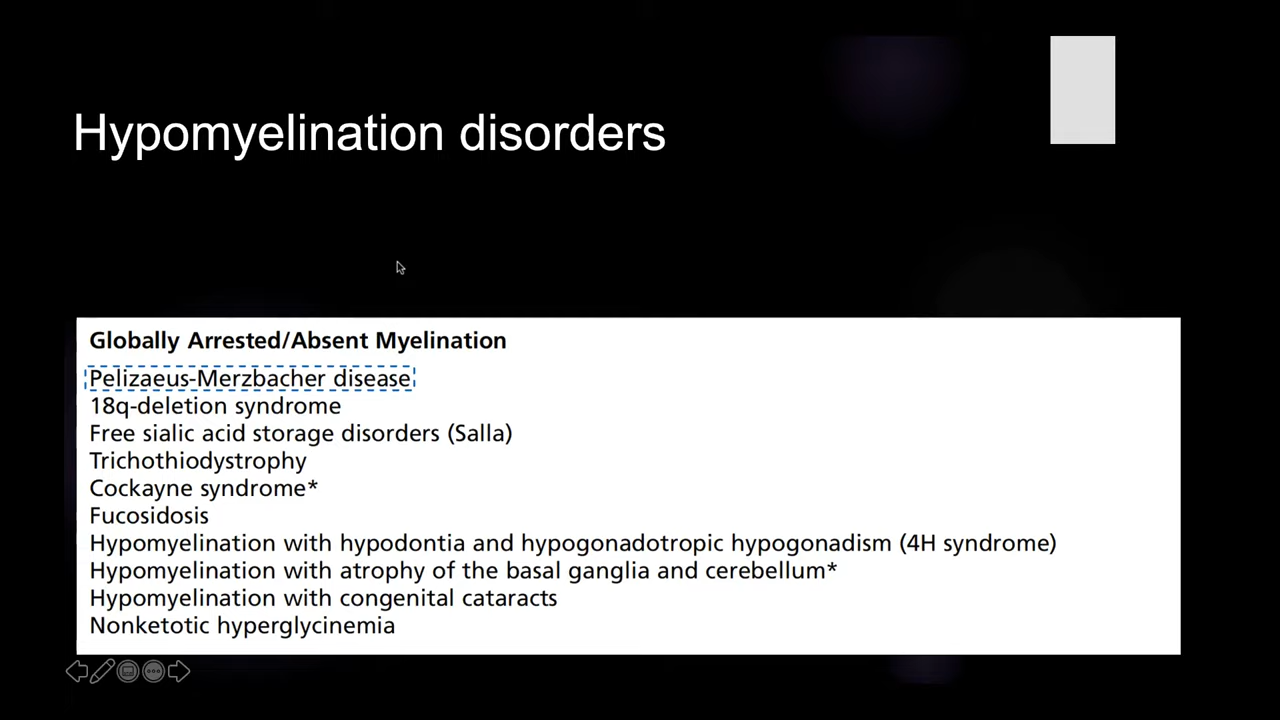 Hypomyelination disorders
Globally Arrested/Absent Myelination
Pelizaeus-Merzbacher disease
18q-deletion syndrome
Free sialic acid storage disorders (Salla)
Trichothiodystrophy
Cockayne syndrome*
Fucosidosis
Hypomyelination with hypodontia and hypogonadotropic hypogonadism (4H syndrome)
Hypomyelination with atrophy of the basal ganglia and cerebellum*
Hypomyelination with congenital cataracts
Nonketotic hyperglycinemia